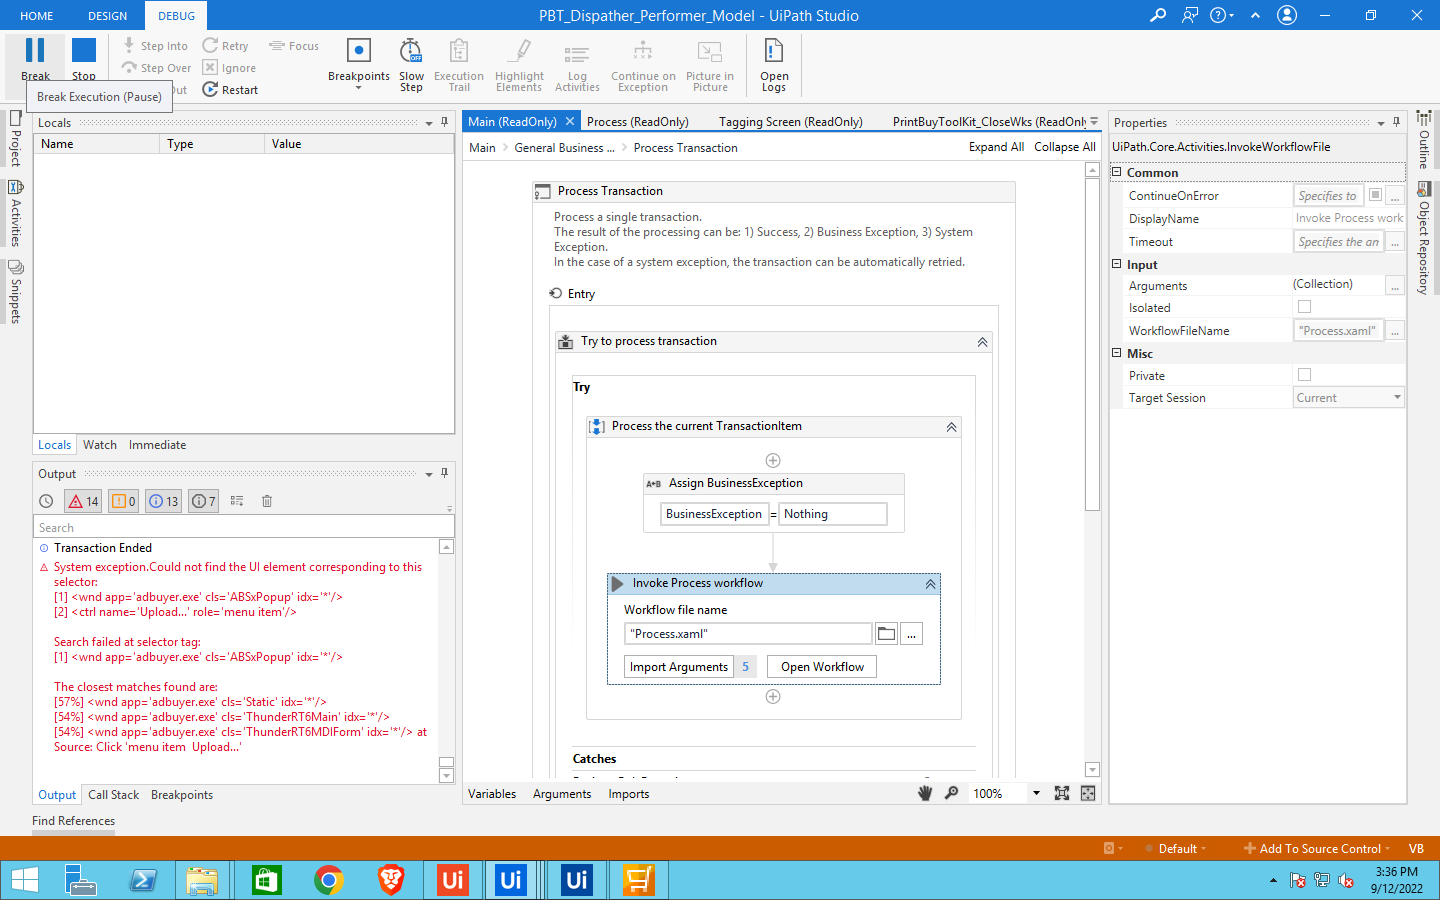 HOME DESIGN DEBUG PBT_Dispather_Performer_Model - UiPath Studio
Break
Stop
Step Into
Step Over
Out
Retry
Ignore
Restart
Focus
Breakpoints
Slow
Step
Execution
Trail
Highlight
Elements
Log
Activities
Continue on
Exception
Picture in
Picture
Open
Logs
Break Execution (Pause)
Project
Activities
Snippets
Locals
Name Type Value
Locals Watch Immediate
Output
14 0 13 7
Search
Transaction Ended
System exception.Could not find the UI element corresponding to this
selector:
[1] <wnd app='adbuyer.exe' cls='ABSxPopup' idx='*'/>
[2] <ctrl name='Upload...' role='menu item'/>
Search failed at selector tag:
[1] <wnd app='adbuyer.exe' cls='ABSxPopup' idx='*'/>
The closest matches found are:
[57%] <wnd app='adbuyer.exe' cls='Static' idx='*'/>
[54%] <wnd app='adbuyer.exe' cls='ThunderRT6Main' idx='*'/>
[54%] <wnd app='adbuyer.exe' cls='ThunderRT6MDIForm' idx='*'/> at
Source: Click 'menu item Upload...'
Output Call Stack Breakpoints
Find References
Main (ReadOnly) Process (ReadOnly) Tagging Screen (ReadOnly) PrintBuyToolKit_CloseWks (ReadOnly
Main > General Business ... > Process Transaction Expand All Collapse All
Process Transaction
Process a single transaction.
The result of the processing can be: 1) Success, 2) Business Exception, 3) System
Exception.
In the case of a system exception, the transaction can be automatically retried.
Entry
Try to process transaction
Try
Process the current TransactionItem
A+B Assign BusinessException
BusinessException = Nothing
Invoke Process workflow
Workflow file name
"Process.xaml" ...
Import Arguments 5 Open Workflow
Catches
Variables Arguments Imports 100%
Properties
UiPath.Core.Activities.InvokeWorkflowFile
Common
ContinueOnError Specifies to ...
DisplayName Invoke Process work
Timeout Specifies the an ...
Input
Arguments (Collection) ...
Isolated
WorkflowFileName "Process.xaml" ...
Misc
Private
Target Session Current
Outline
Object Repository
Default Add To Source Control VB
Ui Ui Ui
3:36 PM
9/12/2022